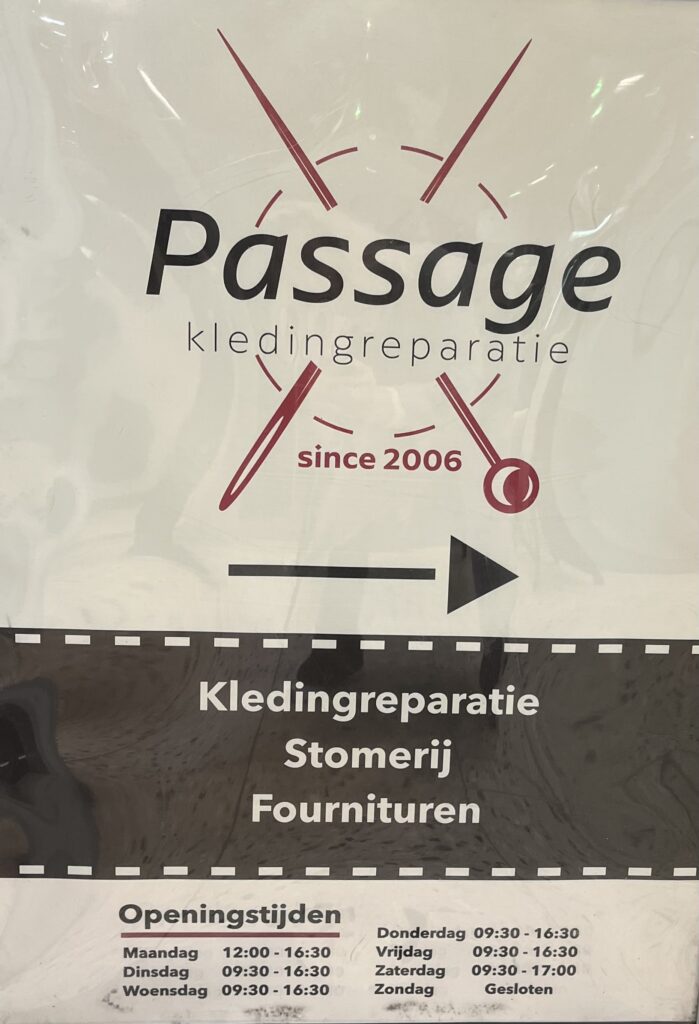 Passage
kledingreparatie
since 2006
Kledingreparatie
Stomerij
Fournituren
Openingstijden
Maandag 12:00 - 16:30
Dinsdag 09:30 - 16:30
Woensdag 09:30 - 16:30
Donderdag 09:30 - 16:30
Vrijdag 09:30 - 16:30
Zaterdag 09:30 - 17:00
Zondag Gesloten